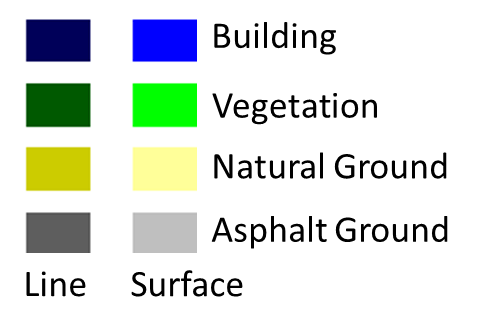 Building
Vegetation
Natural Ground
Asphalt Ground
Line Surface